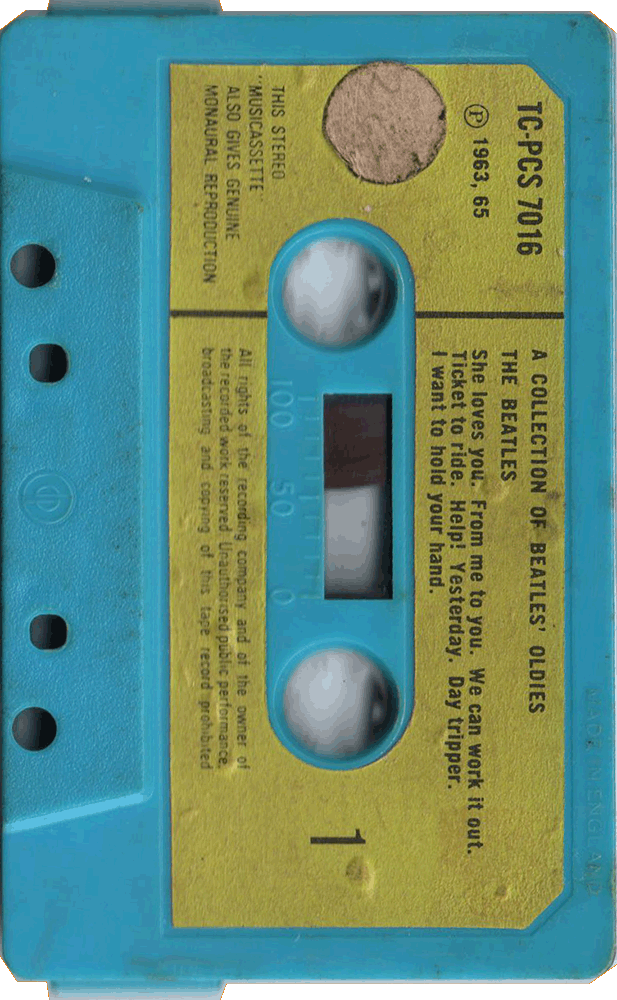 TC-PCS 7016
Ⓟ 1963, 65
THIS STEREO
"MUSICASSETTE"
ALSO GIVES GENUINE
MONAURAL REPRODUCTION
A COLLECTION OF BEATLES' OLDIES
THE BEATLES
She loves you. From me to you. We can work it out.
Ticket to ride. Help! Yesterday. Day tripper.
I want to hold your hand.
100 50 0
All rights of the recording company and of the owner of
the recorded work reserved Unauthorised public performance,
broadcasting and copying of this tape record prohibited
1
MADE IN ENGLAND